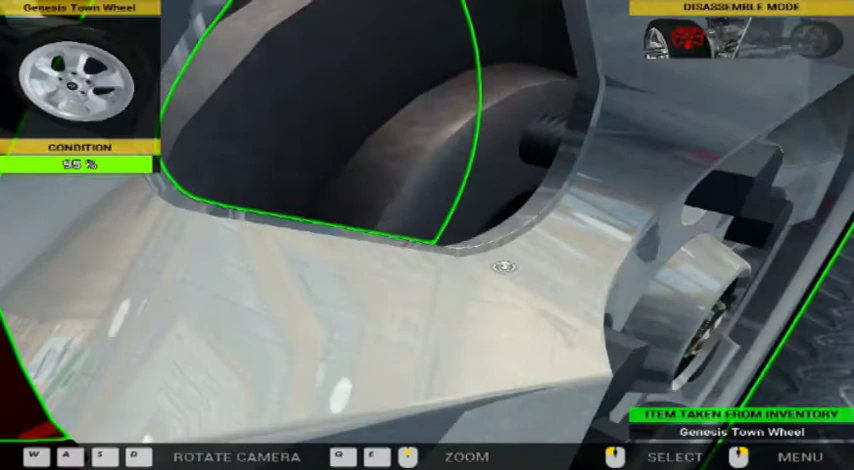 Genesis Town Wheel
DISASSEMBLE MODE
CONDITION
95 %
ITEM TAKEN FROM INVENTORY
Genesis Town Wheel
W A S D ROTATE CAMERA Q E ZOOM SELECT MENU